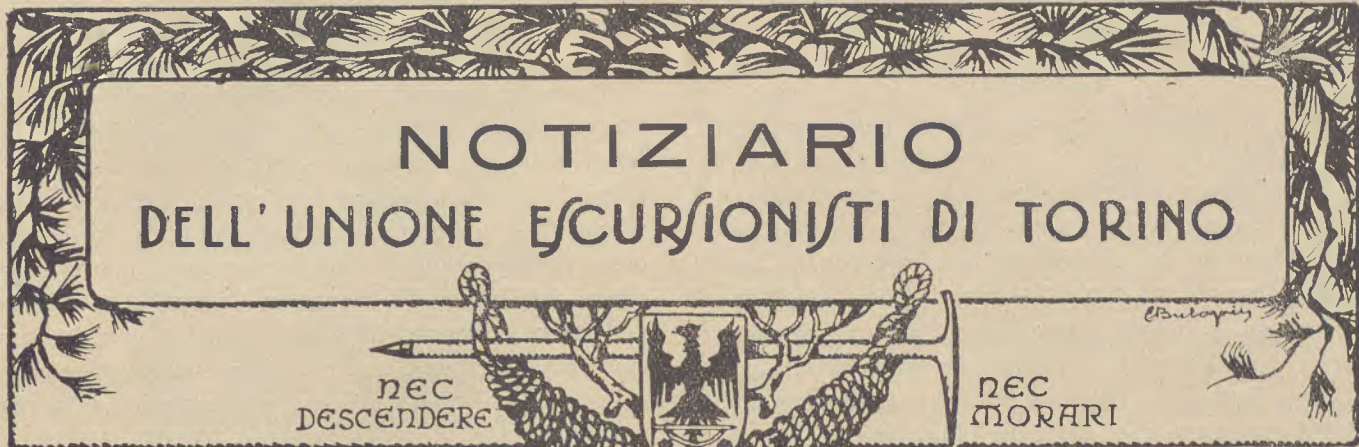 NOTIZIARIO
DELL' UNIONE ESCURSIONISTI DI TORINO
NEC
DESCENDERE
NEC
MORARI